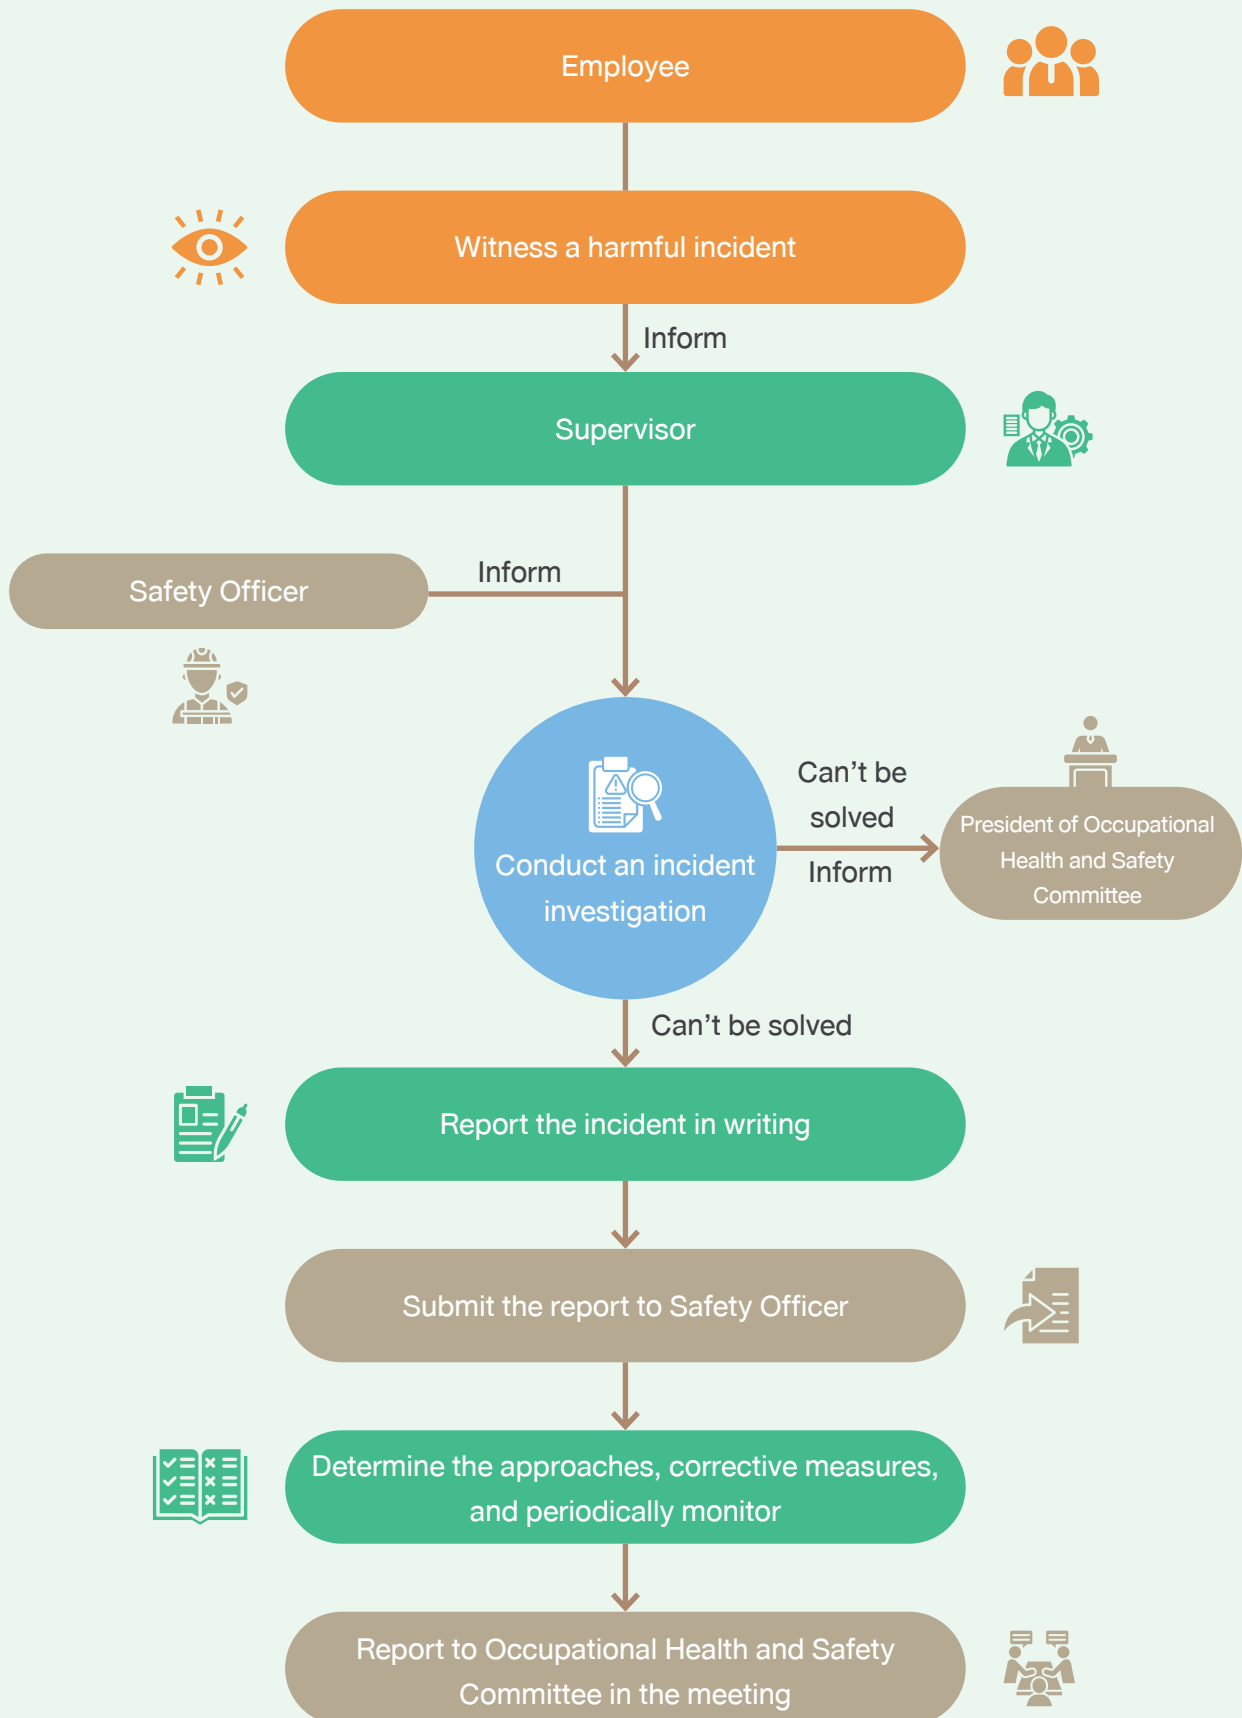 Employee
Witness a harmful incident
Inform
Supervisor
Safety Officer
Inform
Conduct an incident
investigation
Can’t be
solved
Inform
President of Occupational
Health and Safety
Committee
Can’t be solved
Report the incident in writing
Submit the report to Safety Officer
Determine the approaches, corrective measures,
and periodically monitor
Report to Occupational Health and Safety
Committee in the meeting